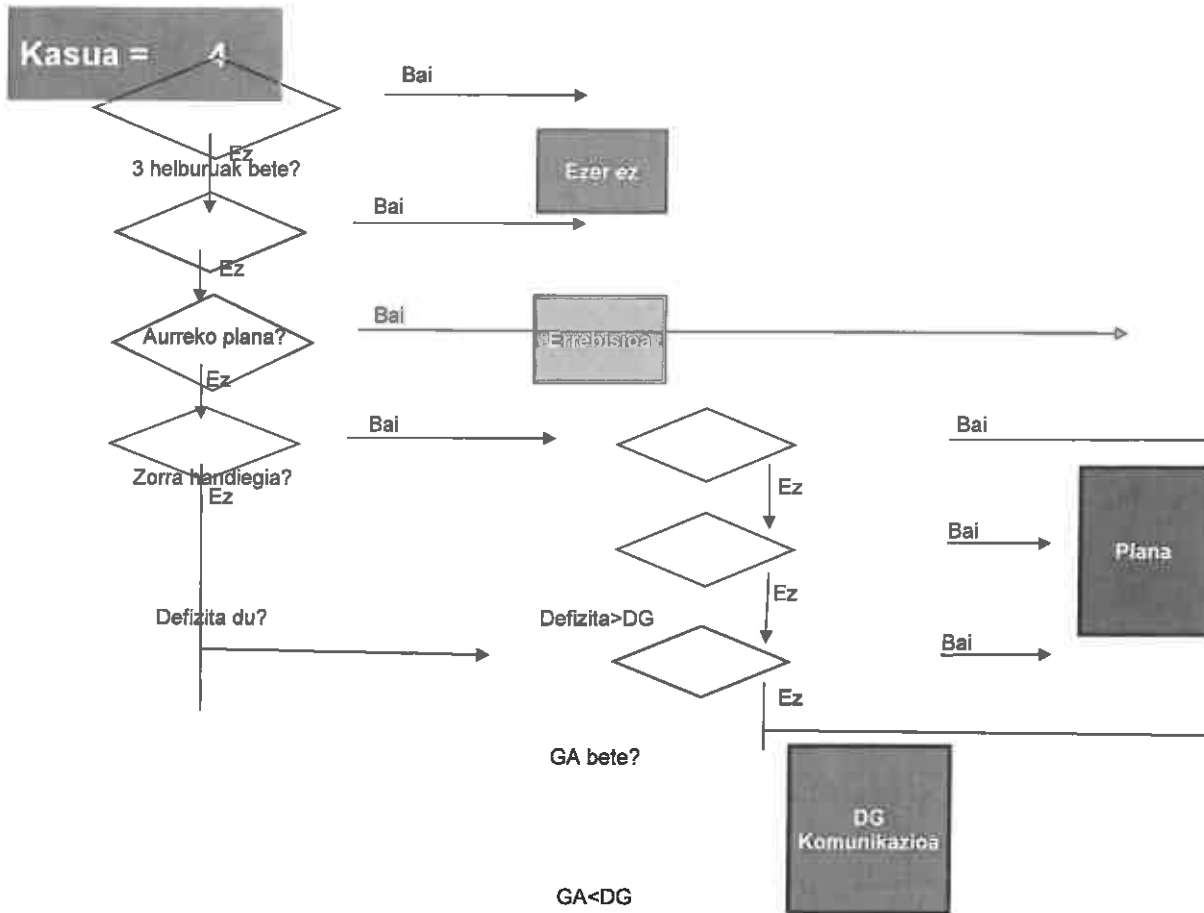 Kasua = 4
Bai
Ez
3 helburuak bete?
Ezer ez
Bai
Ez
Aurreko plana?
Bai
Errebisioa
Ez
Bai
Bai
Zorra handiegia?
Ez
Ez
Bai
Plana
Ez
Defizita du?
Defizita>DG
Bai
Ez
GA bete?
DG
Komunikazioa
GA<DG